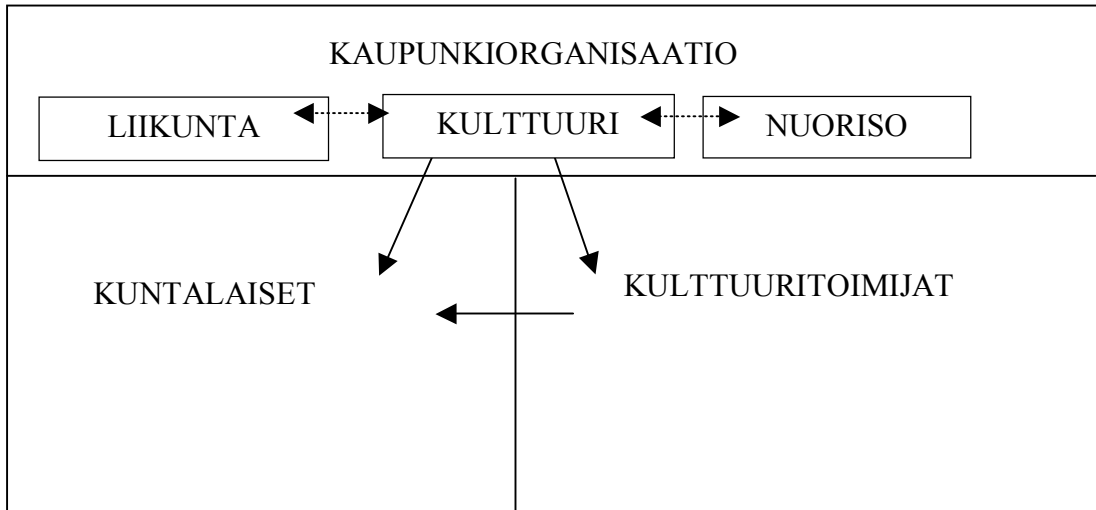 KAUPUNKIORGANISAATIO
LIIKUNTA
KULTTUURI
NUORISO
KUNTALAISET
KULTTUURITOIMIJAT